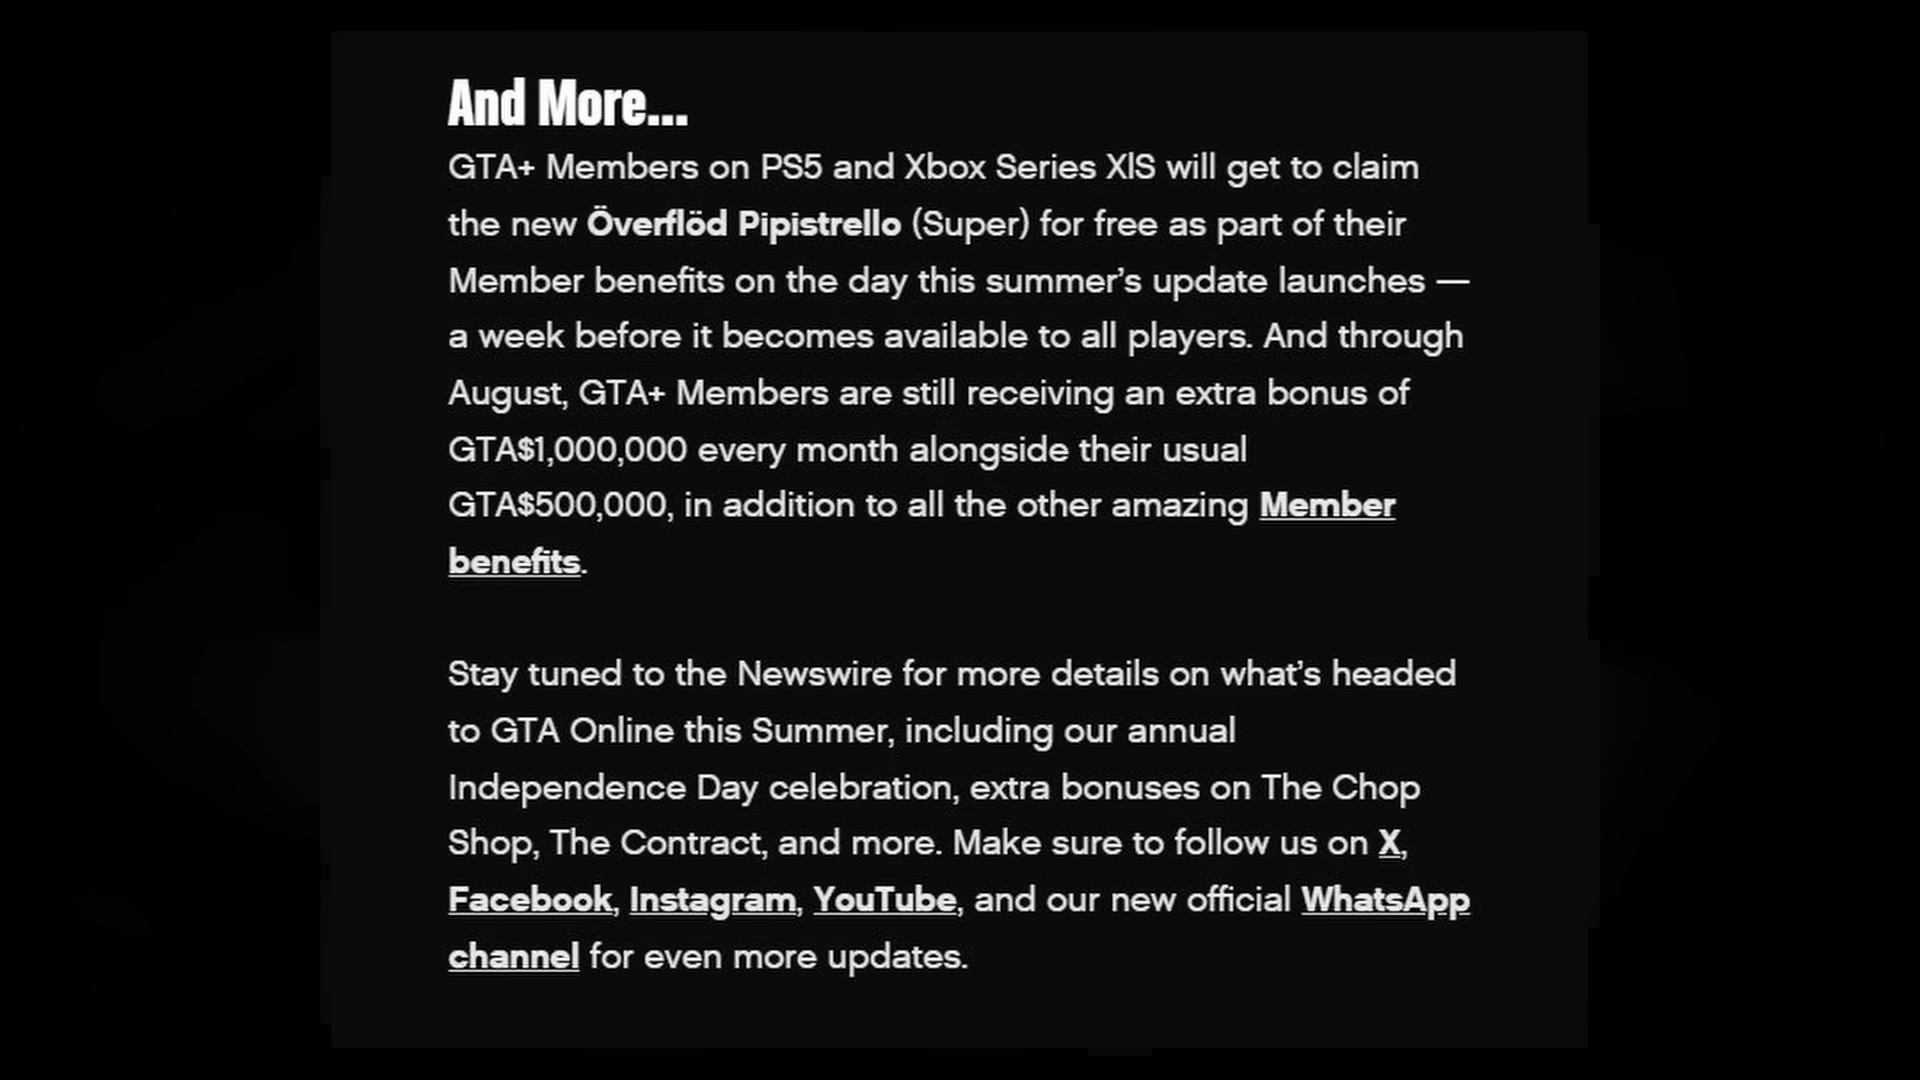 And More...
GTA+ Members on PS5 and Xbox Series X|S will get to claim
the new Överflöd Pipistrello (Super) for free as part of their
Member benefits on the day this summer’s update launches —
a week before it becomes available to all players. And through
August, GTA+ Members are still receiving an extra bonus of
GTA$1,000,000 every month alongside their usual
GTA$500,000, in addition to all the other amazing Member
benefits.
Stay tuned to the Newswire for more details on what’s headed
to GTA Online this Summer, including our annual
Independence Day celebration, extra bonuses on The Chop
Shop, The Contract, and more. Make sure to follow us on X,
Facebook, Instagram, YouTube, and our new official WhatsApp
channel for even more updates.